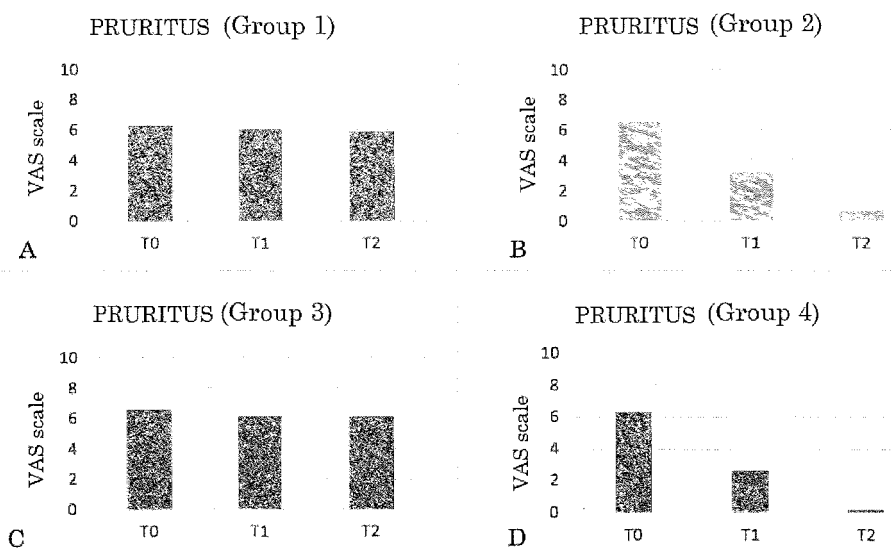 PRURITUS (Group 1)
VAS scale
10
8
6
4
2
0
T0 T1 T2
A
PRURITUS (Group 2)
VAS scale
10
8
6
4
2
0
T0 T1 T2
B
PRURITUS (Group 3)
VAS scale
10
8
6
4
2
0
T0 T1 T2
C
PRURITUS (Group 4)
VAS scale
10
8
6
4
2
0
T0 T1 T2
D